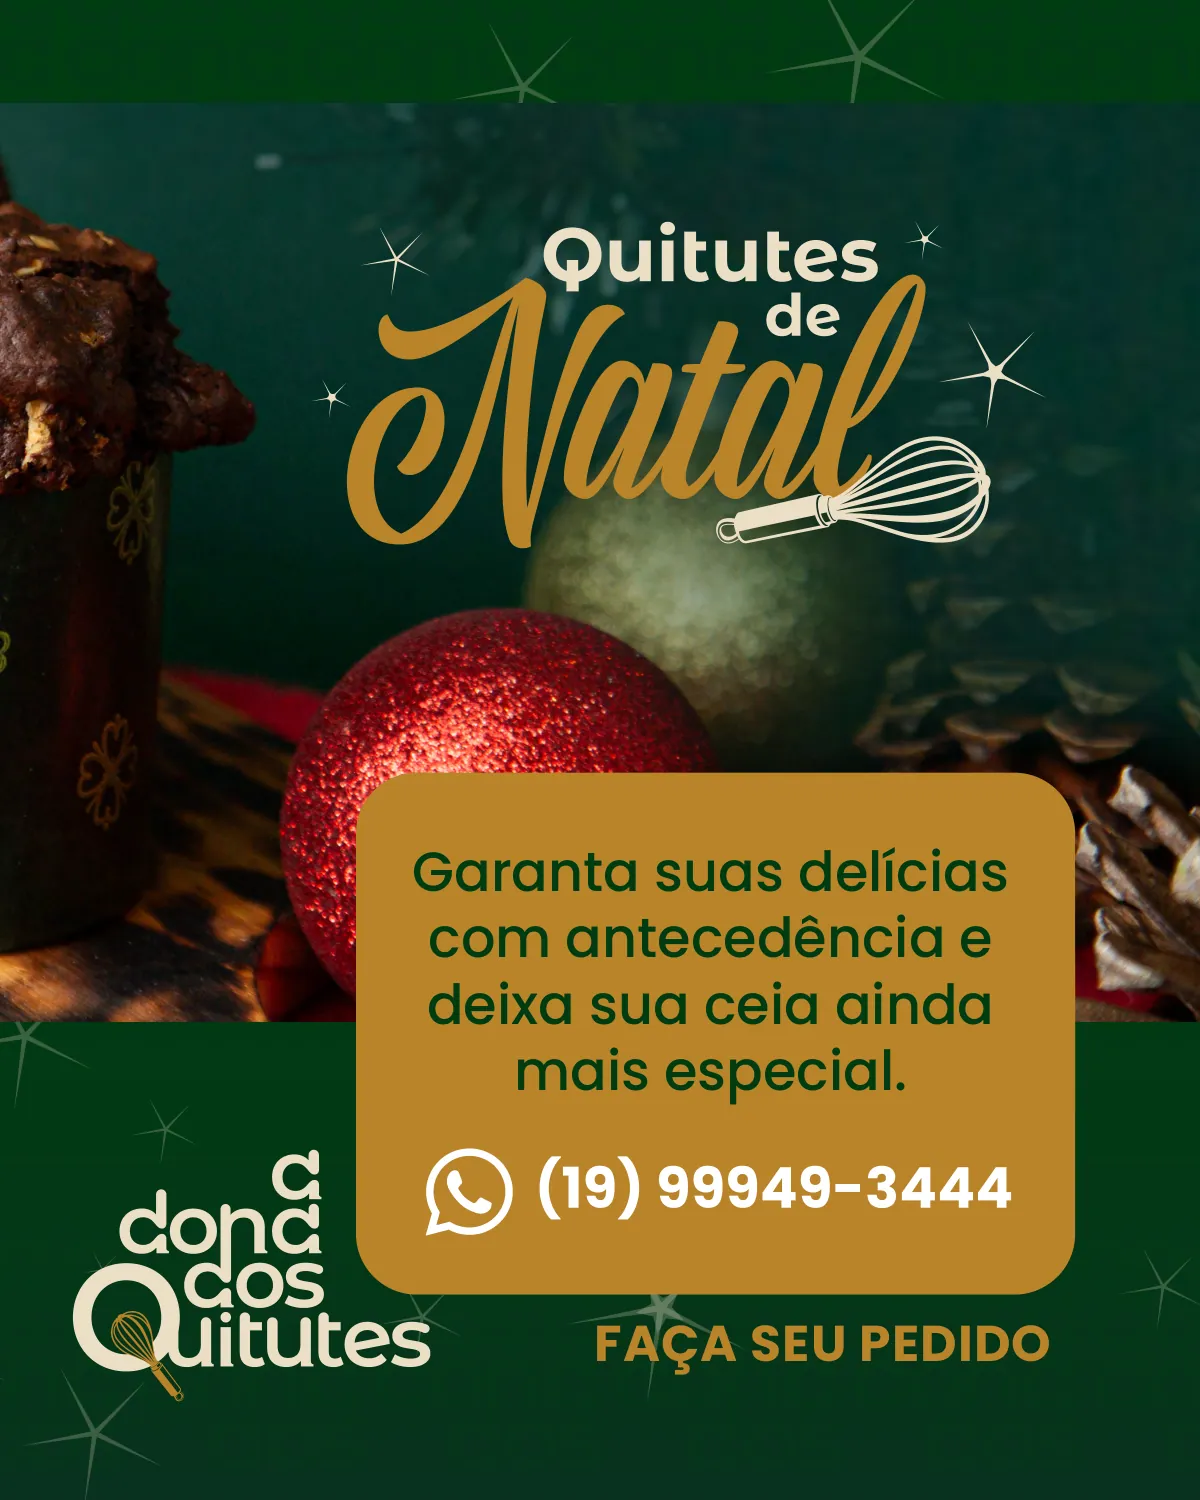 Quitutes
de
Natal
Garanta suas delícias
com antecedência e
deixa sua ceia ainda
mais especial.
(19) 99949-3444
a
dona
dos
Quitutes
FAÇA SEU PEDIDO